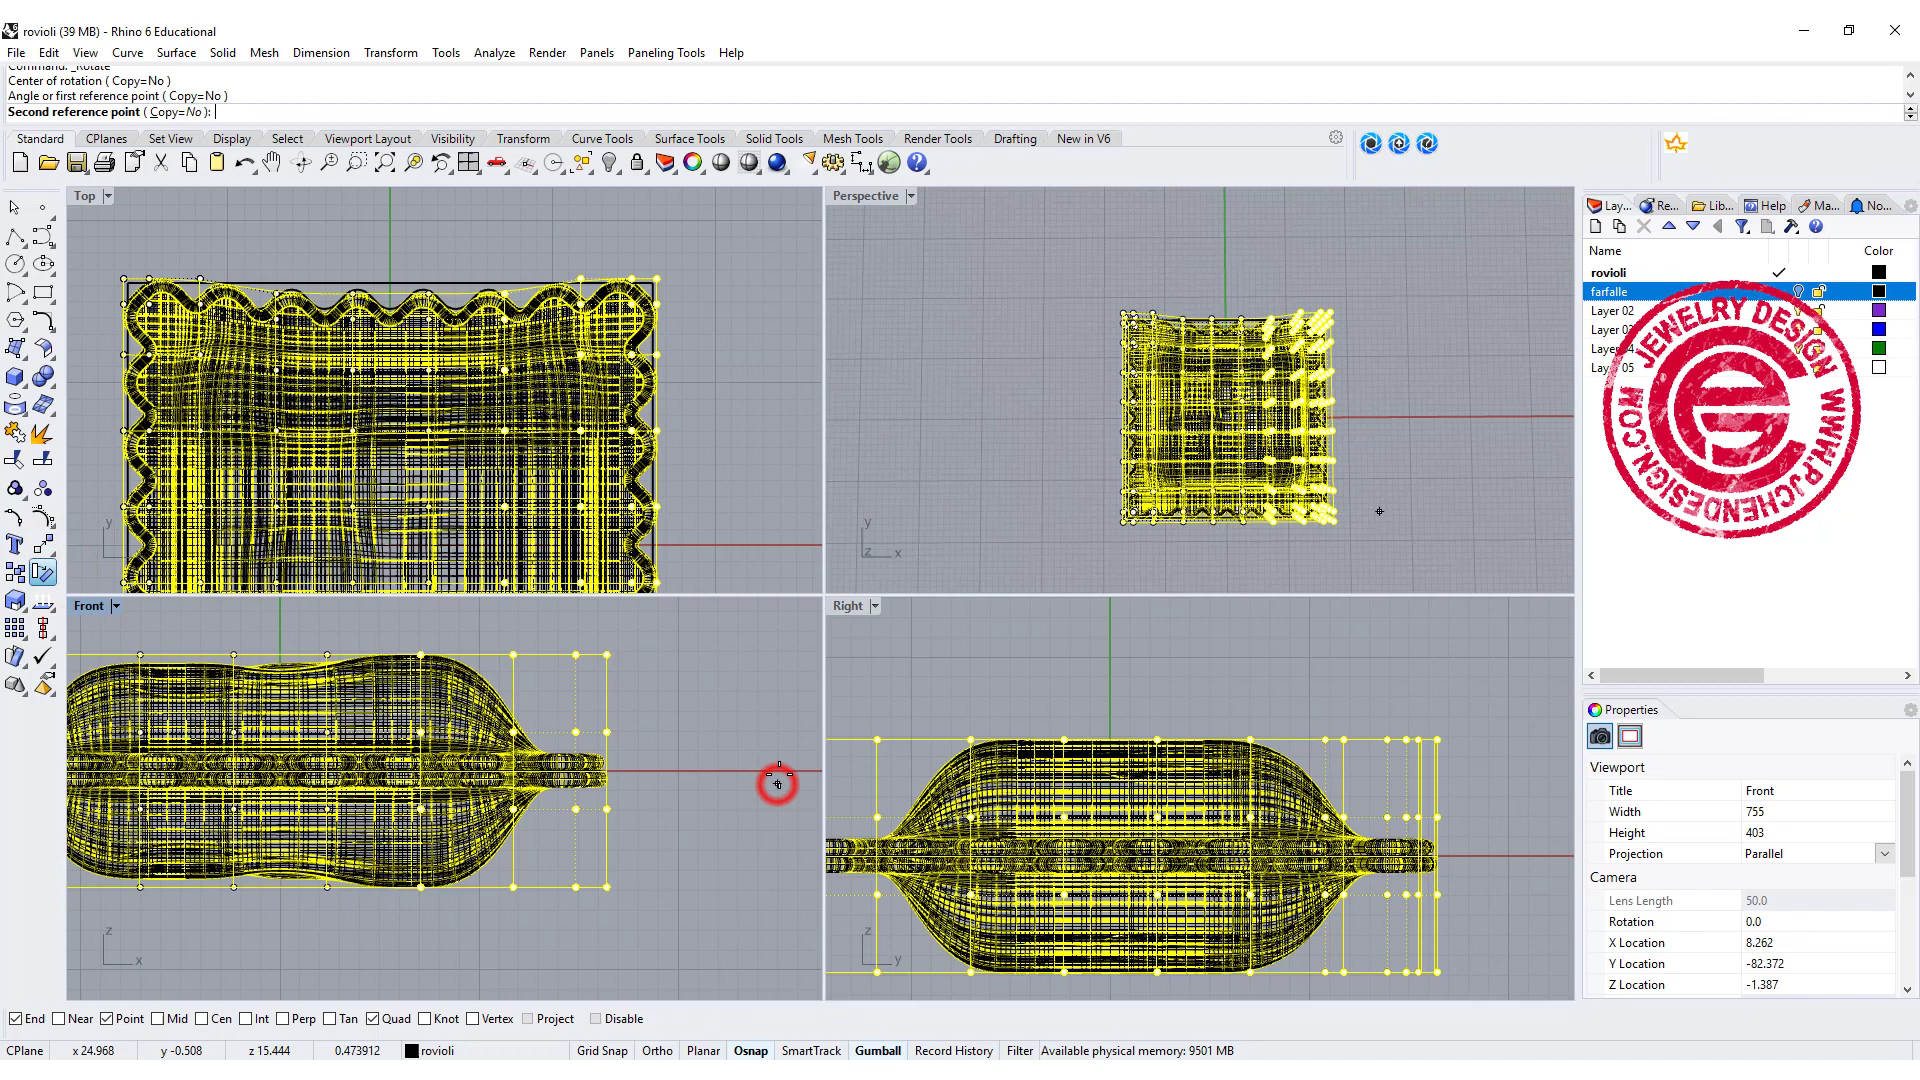 rovioli (39 MB) - Rhino 6 Educational
File Edit View Curve Surface Solid Mesh Dimension Transform Tools Analyze Render Panels Paneling Tools Help
Command: _Rotate
Center of rotation ( Copy=No )
Angle or first reference point ( Copy=No )
Second reference point ( Copy=No ):
Standard CPlanes Set View Display Select Viewport Layout Visibility Transform Curve Tools Surface Tools Solid Tools Mesh Tools Render Tools Drafting New in V6
Top
Perspective
Lay... Re... Lib... Help Ma... No...
Name Color
rovioli
farfalle
Layer 02
Layer 05
JEWELRY DESIGN
WWW.PJCHENDESIGN.COM
y
y
z x
Front
Right
z
x
z
y
Properties
Viewport
Title Front
Width 755
Height 403
Projection Parallel
Camera
Lens Length 50.0
Rotation 0.0
X Location 8.262
Y Location -82.372
Z Location -1.387
End Near Point Mid Cen Int Perp Tan Quad Knot Vertex Project Disable
CPlane x 24.968 y -0.508 z 15.444 0.473912 rovioli Grid Snap Ortho Planar Osnap SmartTrack Gumball Record History Filter Available physical memory: 9501 MB